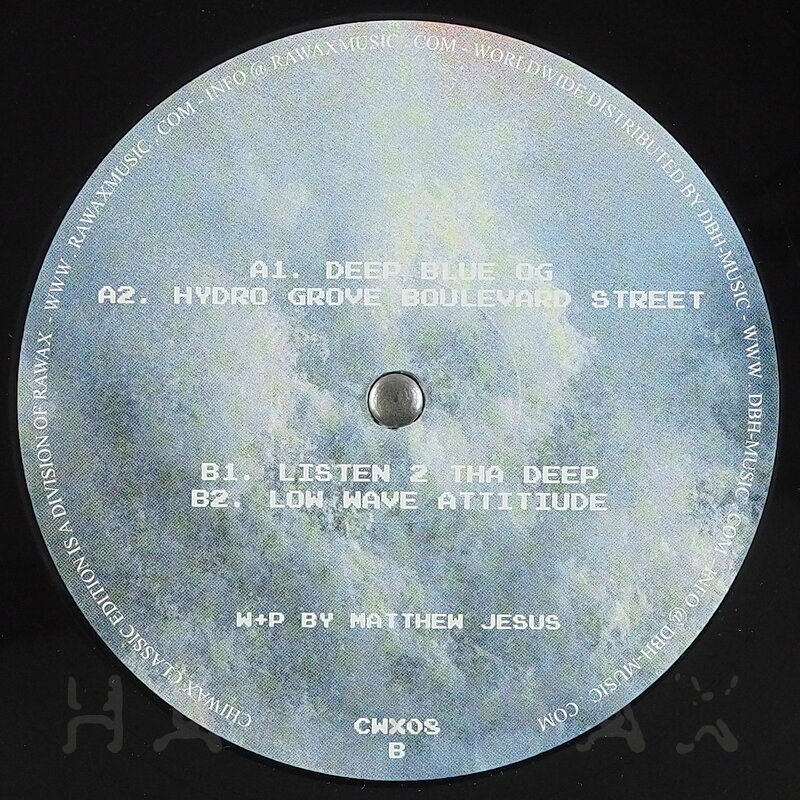 CHIWAX CLASSIC EDITION IS A DIVISION OF RAWAX - WWW . RAWAXMUSIC . COM - INFO @ RAWAXMUSIC . COM - WORLDWIDE DISTRIBUTED BY DBH-MUSIC - WWW . DBH-MUSIC . COM - INFO @ DBH-MUSIC . COM
A1. DEEP BLUE OG
A2. HYDRO GROVE BOULEVARD STREET
B1. LISTEN 2 THA DEEP
B2. LOW WAVE ATTITIUDE
W+P BY MATTHEW JESUS
CWX08
B